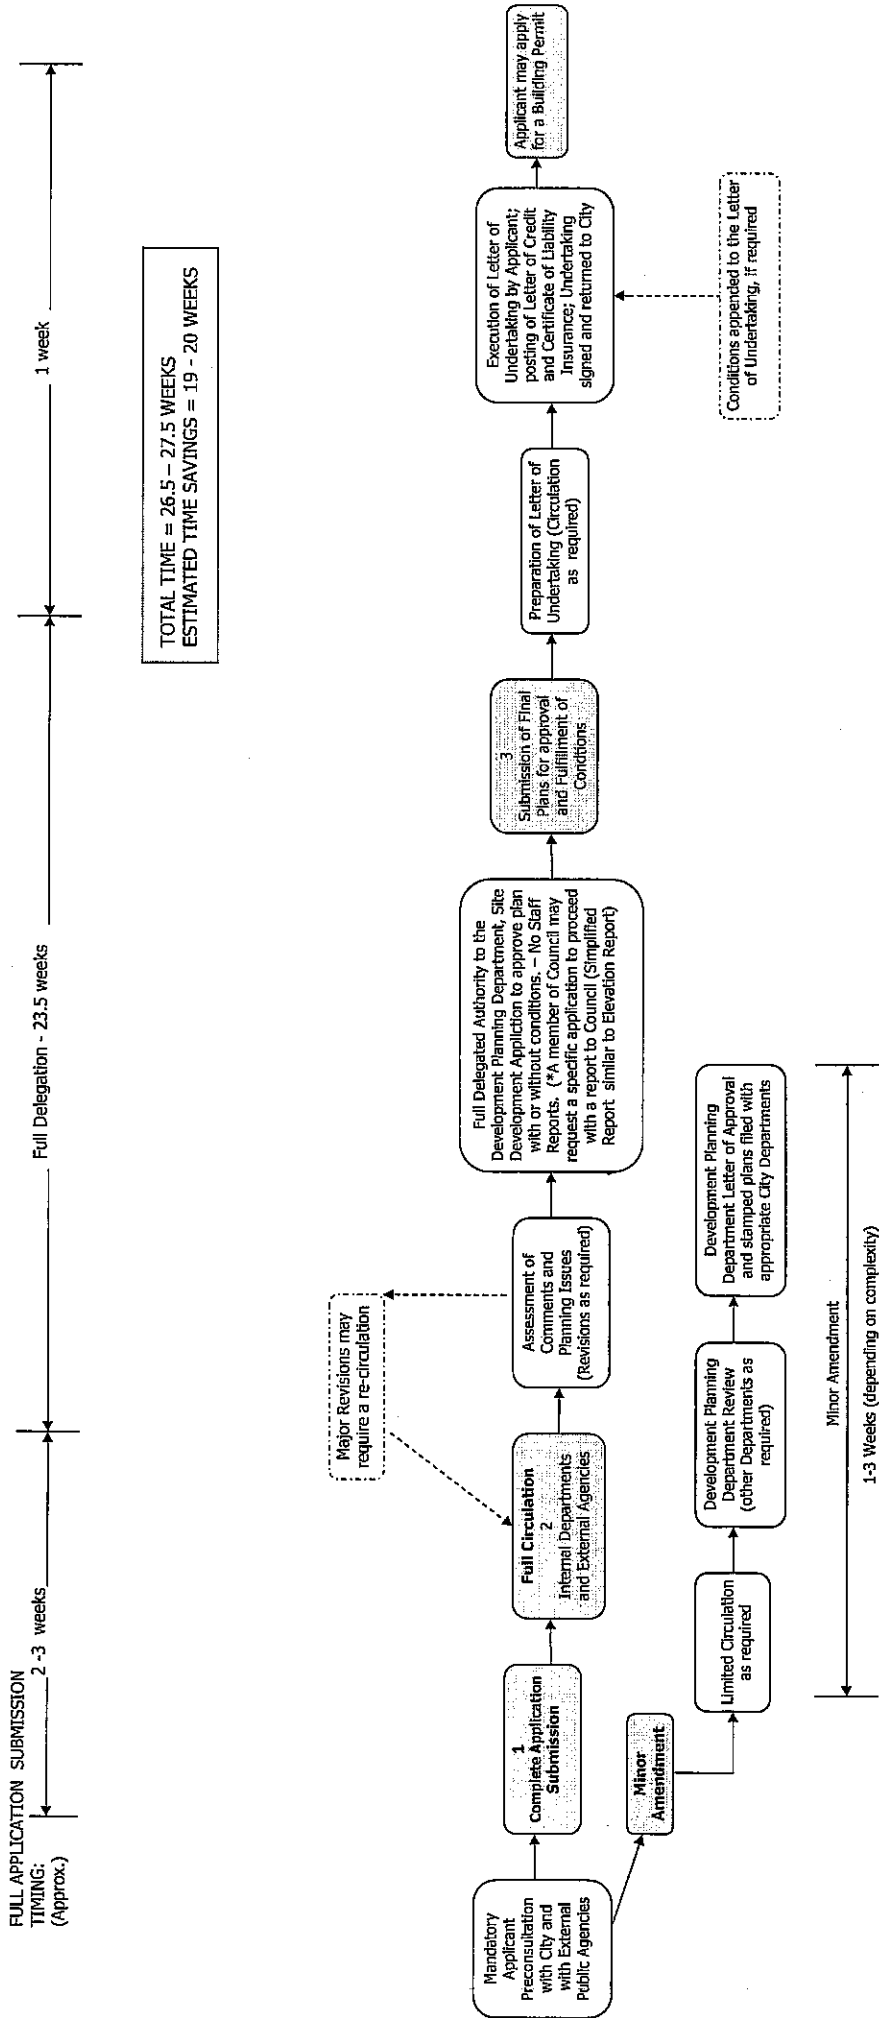 FULL APPLICATION SUBMISSION
TIMING:
(Approx.)
2 -3 weeks
Full Delegation - 23.5 weeks
1 week
TOTAL TIME = 26.5 – 27.5 WEEKS
ESTIMATED TIME SAVINGS = 19 - 20 WEEKS
Mandatory
Applicant
Preconsultation
with City and
with External
Public Agencies
1
Complete Application
Submission
Full Circulation
2
Internal Departments
and External Agencies
Major Revisions may
require a re-circulation
Assessment of
Comments and
Planning Issues
(Revisions as required)
Full Delegated Authority to the
Development Planning Department, Site
Development Appliction to approve plan
with or without conditions. – No Staff
Reports. (*A member of Council may
request a specific application to proceed
with a report to Council (Simplified
Report similar to Elevation Report)
3
Submission of Final
Plans for approval
and Fulfillment of
Conditions
Preparation of Letter of
Undertaking (Circulation
as required)
Execution of Letter of
Undertaking by Applicant;
posting of Letter of Credit
and Certificate of Liability
Insurance; Undertaking
signed and returned to City
Applicant may apply
for a Building Permit
Conditions appended to the Letter
of Undertaking, if required
Minor
Amendment
Limited Circulation
as required
Development Planning
Department Review
(other Departments as
required)
Development Planning
Department Letter of Approval
and stamped plans filed with
appropriate City Departments
Minor Amendment
1-3 Weeks (depending on complexity)